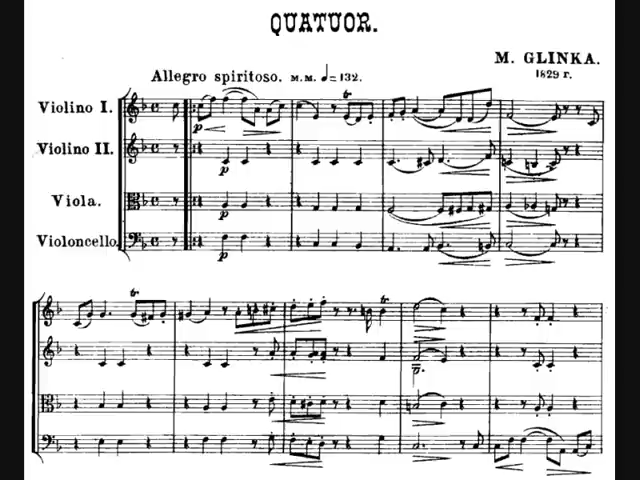 QUATUOR.
M. GLINKA.
Allegro spiritoso. M.M. ♩=132.
1829 г.
Violino I.
p
Violino II.
p
Viola.
p
Violoncello.
p
p.